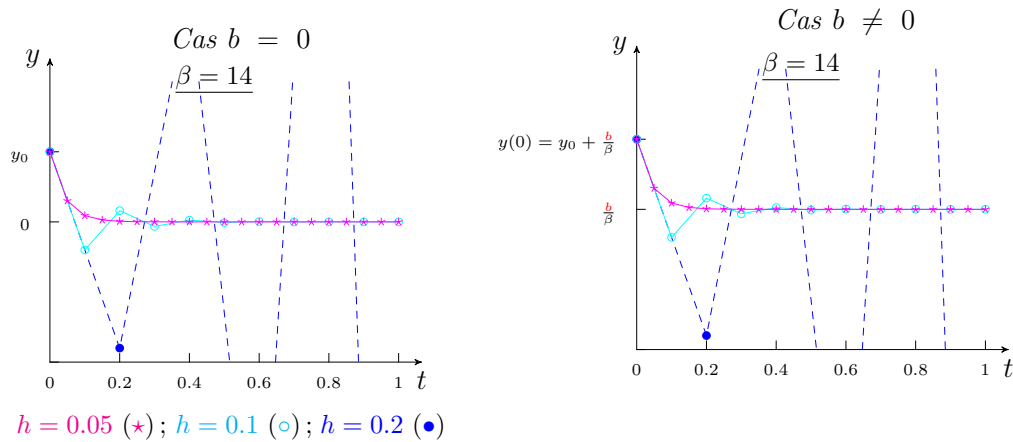 Cas b = 0
y
β = 14
y₀
0
0 0.2 0.4 0.6 0.8 1 t
h = 0.05 (⋆) ; h = 0.1 (○) ; h = 0.2 (●)
Cas b ≠ 0
y
β = 14
y(0) = y₀ + b/β
b/β
0 0.2 0.4 0.6 0.8 1 t